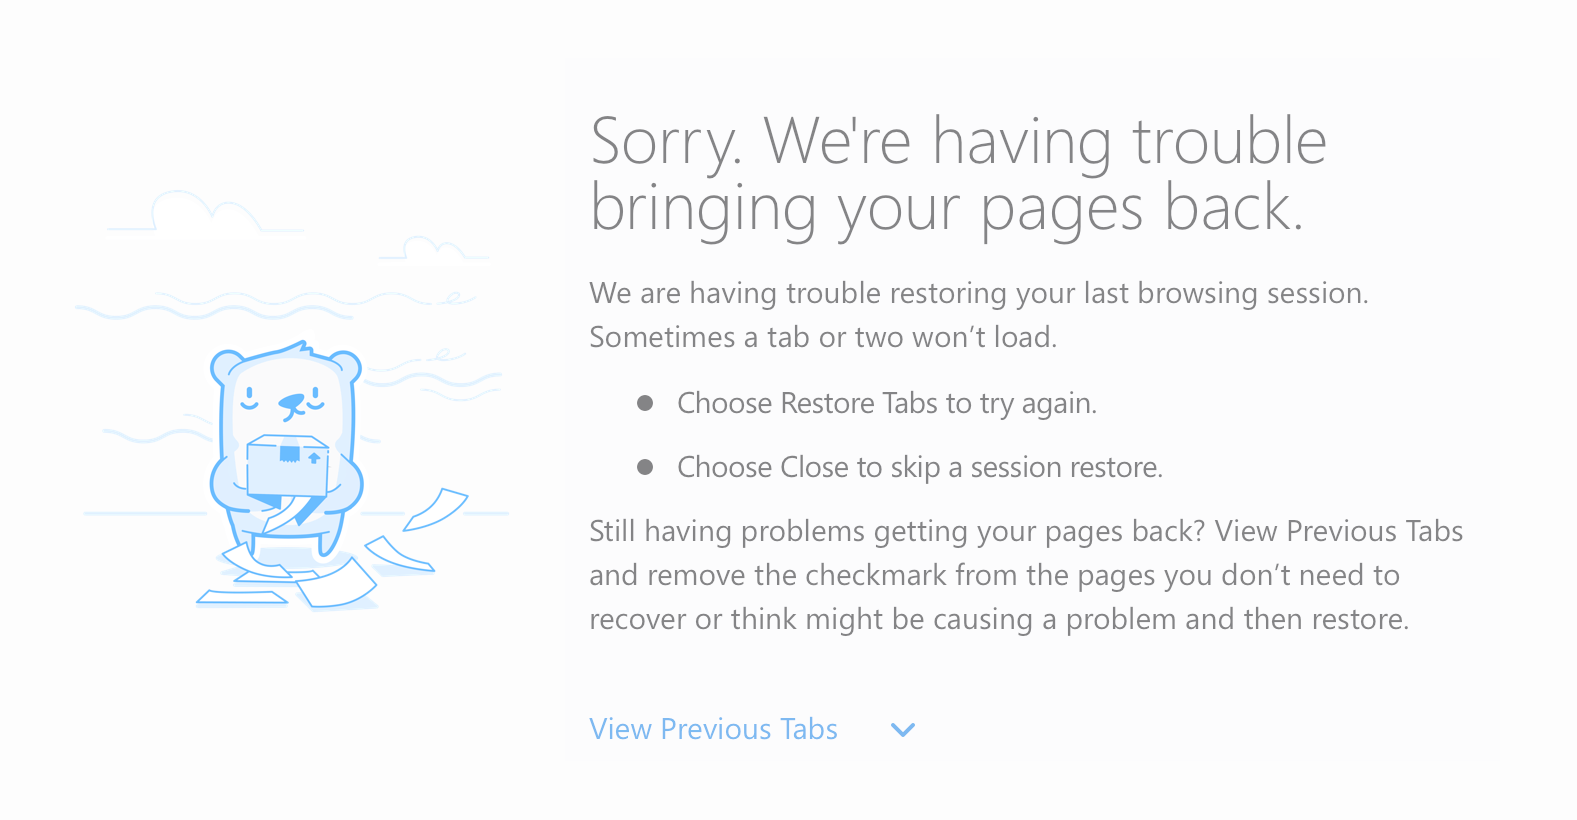 Sorry. We're having trouble
bringing your pages back.
We are having trouble restoring your last browsing session.
Sometimes a tab or two won’t load.
Choose Restore Tabs to try again.
Choose Close to skip a session restore.
Still having problems getting your pages back? View Previous Tabs
and remove the checkmark from the pages you don’t need to
recover or think might be causing a problem and then restore.
View Previous Tabs